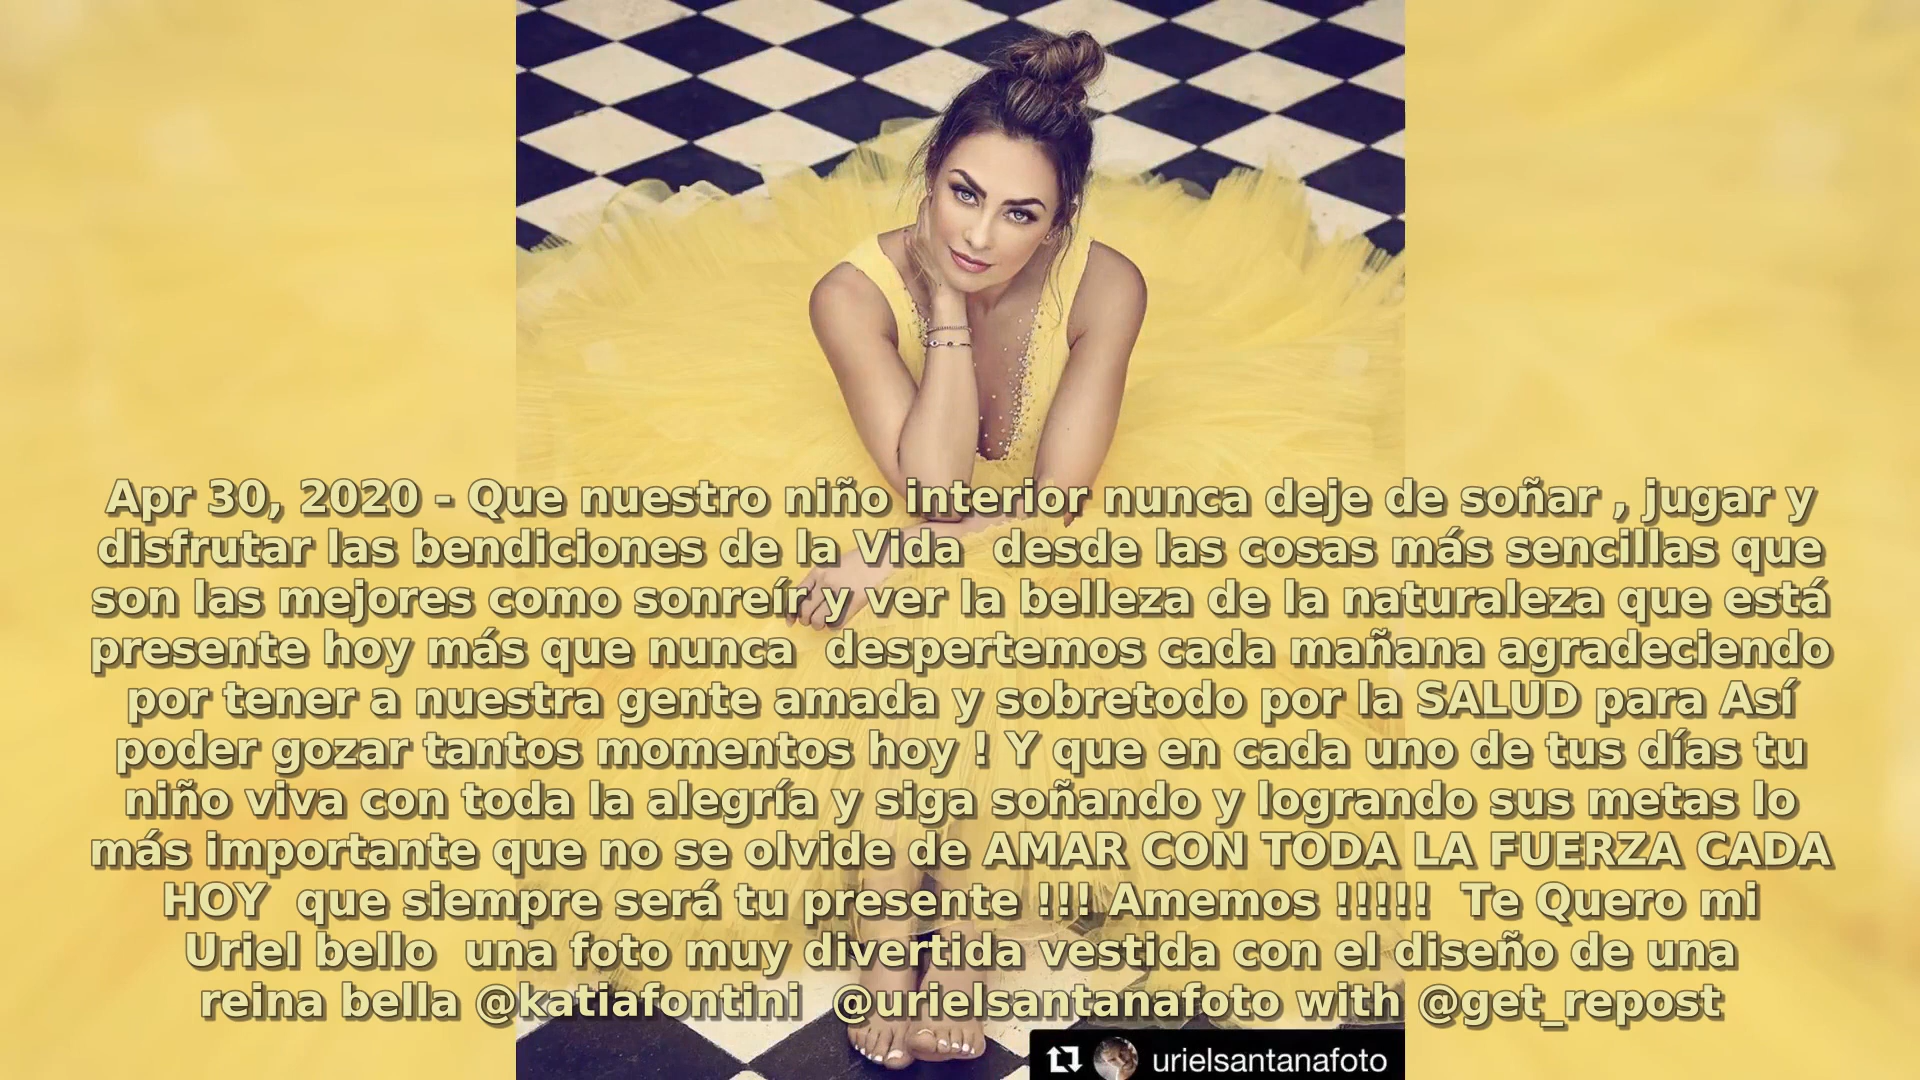 Apr 30, 2020 - Que nuestro niño interior nunca deje de soñar , jugar y
disfrutar las bendiciones de la Vida  desde las cosas más sencillas que
son las mejores como sonreír y ver la belleza de la naturaleza que está
presente hoy más que nunca  despertemos cada mañana agradeciendo
por tener a nuestra gente amada y sobretodo por la SALUD para Así
poder gozar tantos momentos hoy ! Y que en cada uno de tus días tu
niño viva con toda la alegría y siga soñando y logrando sus metas lo
más importante que no se olvide de AMAR CON TODA LA FUERZA CADA
HOY  que siempre será tu presente !!! Amemos !!!!!  Te Quero mi
Uriel bello  una foto muy divertida vestida con el diseño de una
reina bella @katiafontini  @urielsantanafoto with @get_repost
urielsantanafoto